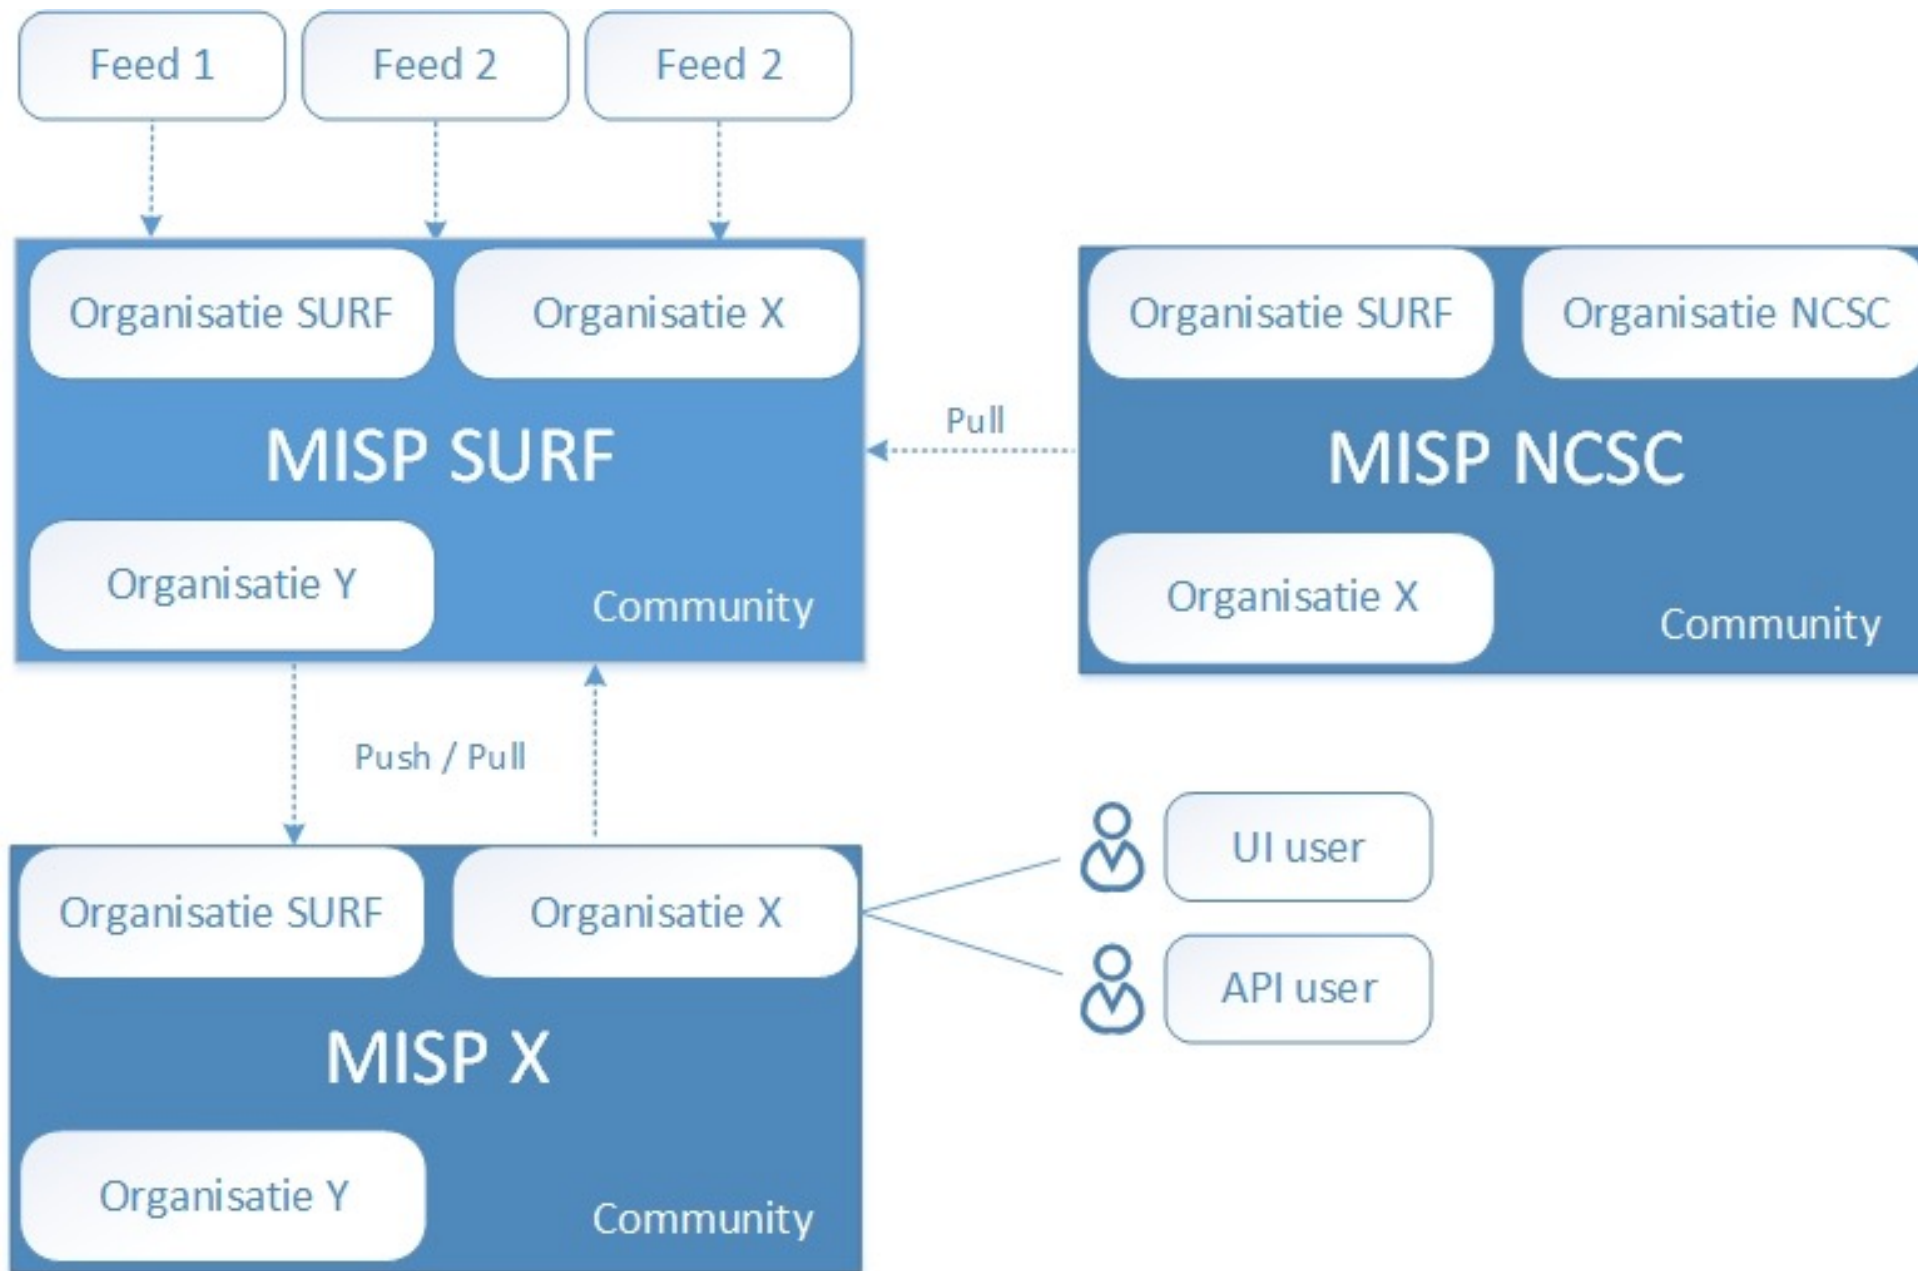 Feed 1
Feed 2
Feed 2
Organisatie SURF
Organisatie X
MISP SURF
Organisatie Y
Community
Pull
Organisatie SURF
Organisatie NCSC
MISP NCSC
Organisatie X
Community
Push / Pull
Organisatie SURF
Organisatie X
MISP X
Organisatie Y
Community
UI user
API user